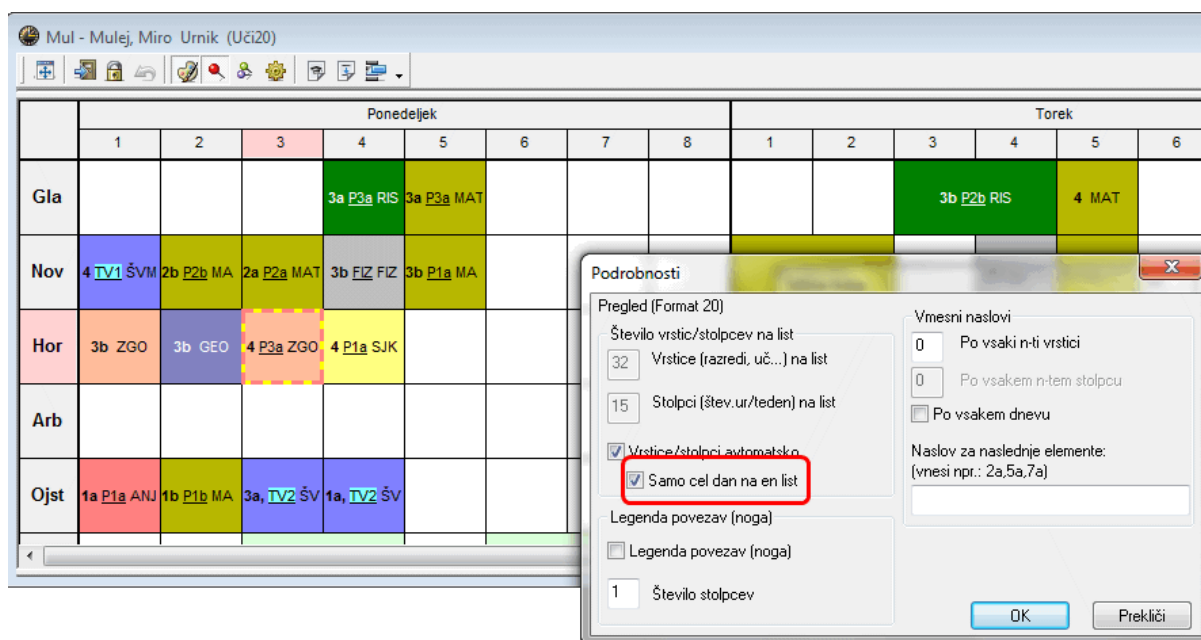 Mul - Mulej, Miro Urnik (Uči20)
Ponedeljek Torek
1 2 3 4 5 6 7 8 1 2 3 4 5 6
Gla 3a P3a RIS 3a P3a MAT 3b P2b RIS 4 MAT
Nov 4 TV1 ŠVM 2b P2b MA 2a P2a MAT 3b FIZ FIZ 3b P1a MA
Hor 3b ZGO 3b GEO 4 P3a ZGO 4 P1a SJK
Arb
Ojst 1a P1a ANJ 1b P1b MA 3a, TV2 ŠV 1a, TV2 ŠV
Podrobnosti
Pregled (Format 20)
Število vrstic/stolpcev na list
32 Vrstice (razredi, uč...) na list
15 Stolpci (štev.ur/teden) na list
Vrstice/stolpci avtomatsko
Samo cel dan na en list
Legenda povezav (noga)
Legenda povezav (noga)
1 Število stolpcev
Vmesni naslovi
0 Po vsaki n-ti vrstici
0 Po vsakem n-tem stolpcu
Po vsakem dnevu
Naslov za naslednje elemente:
(vnesi npr.: 2a,5a,7a)
OK Prekliči